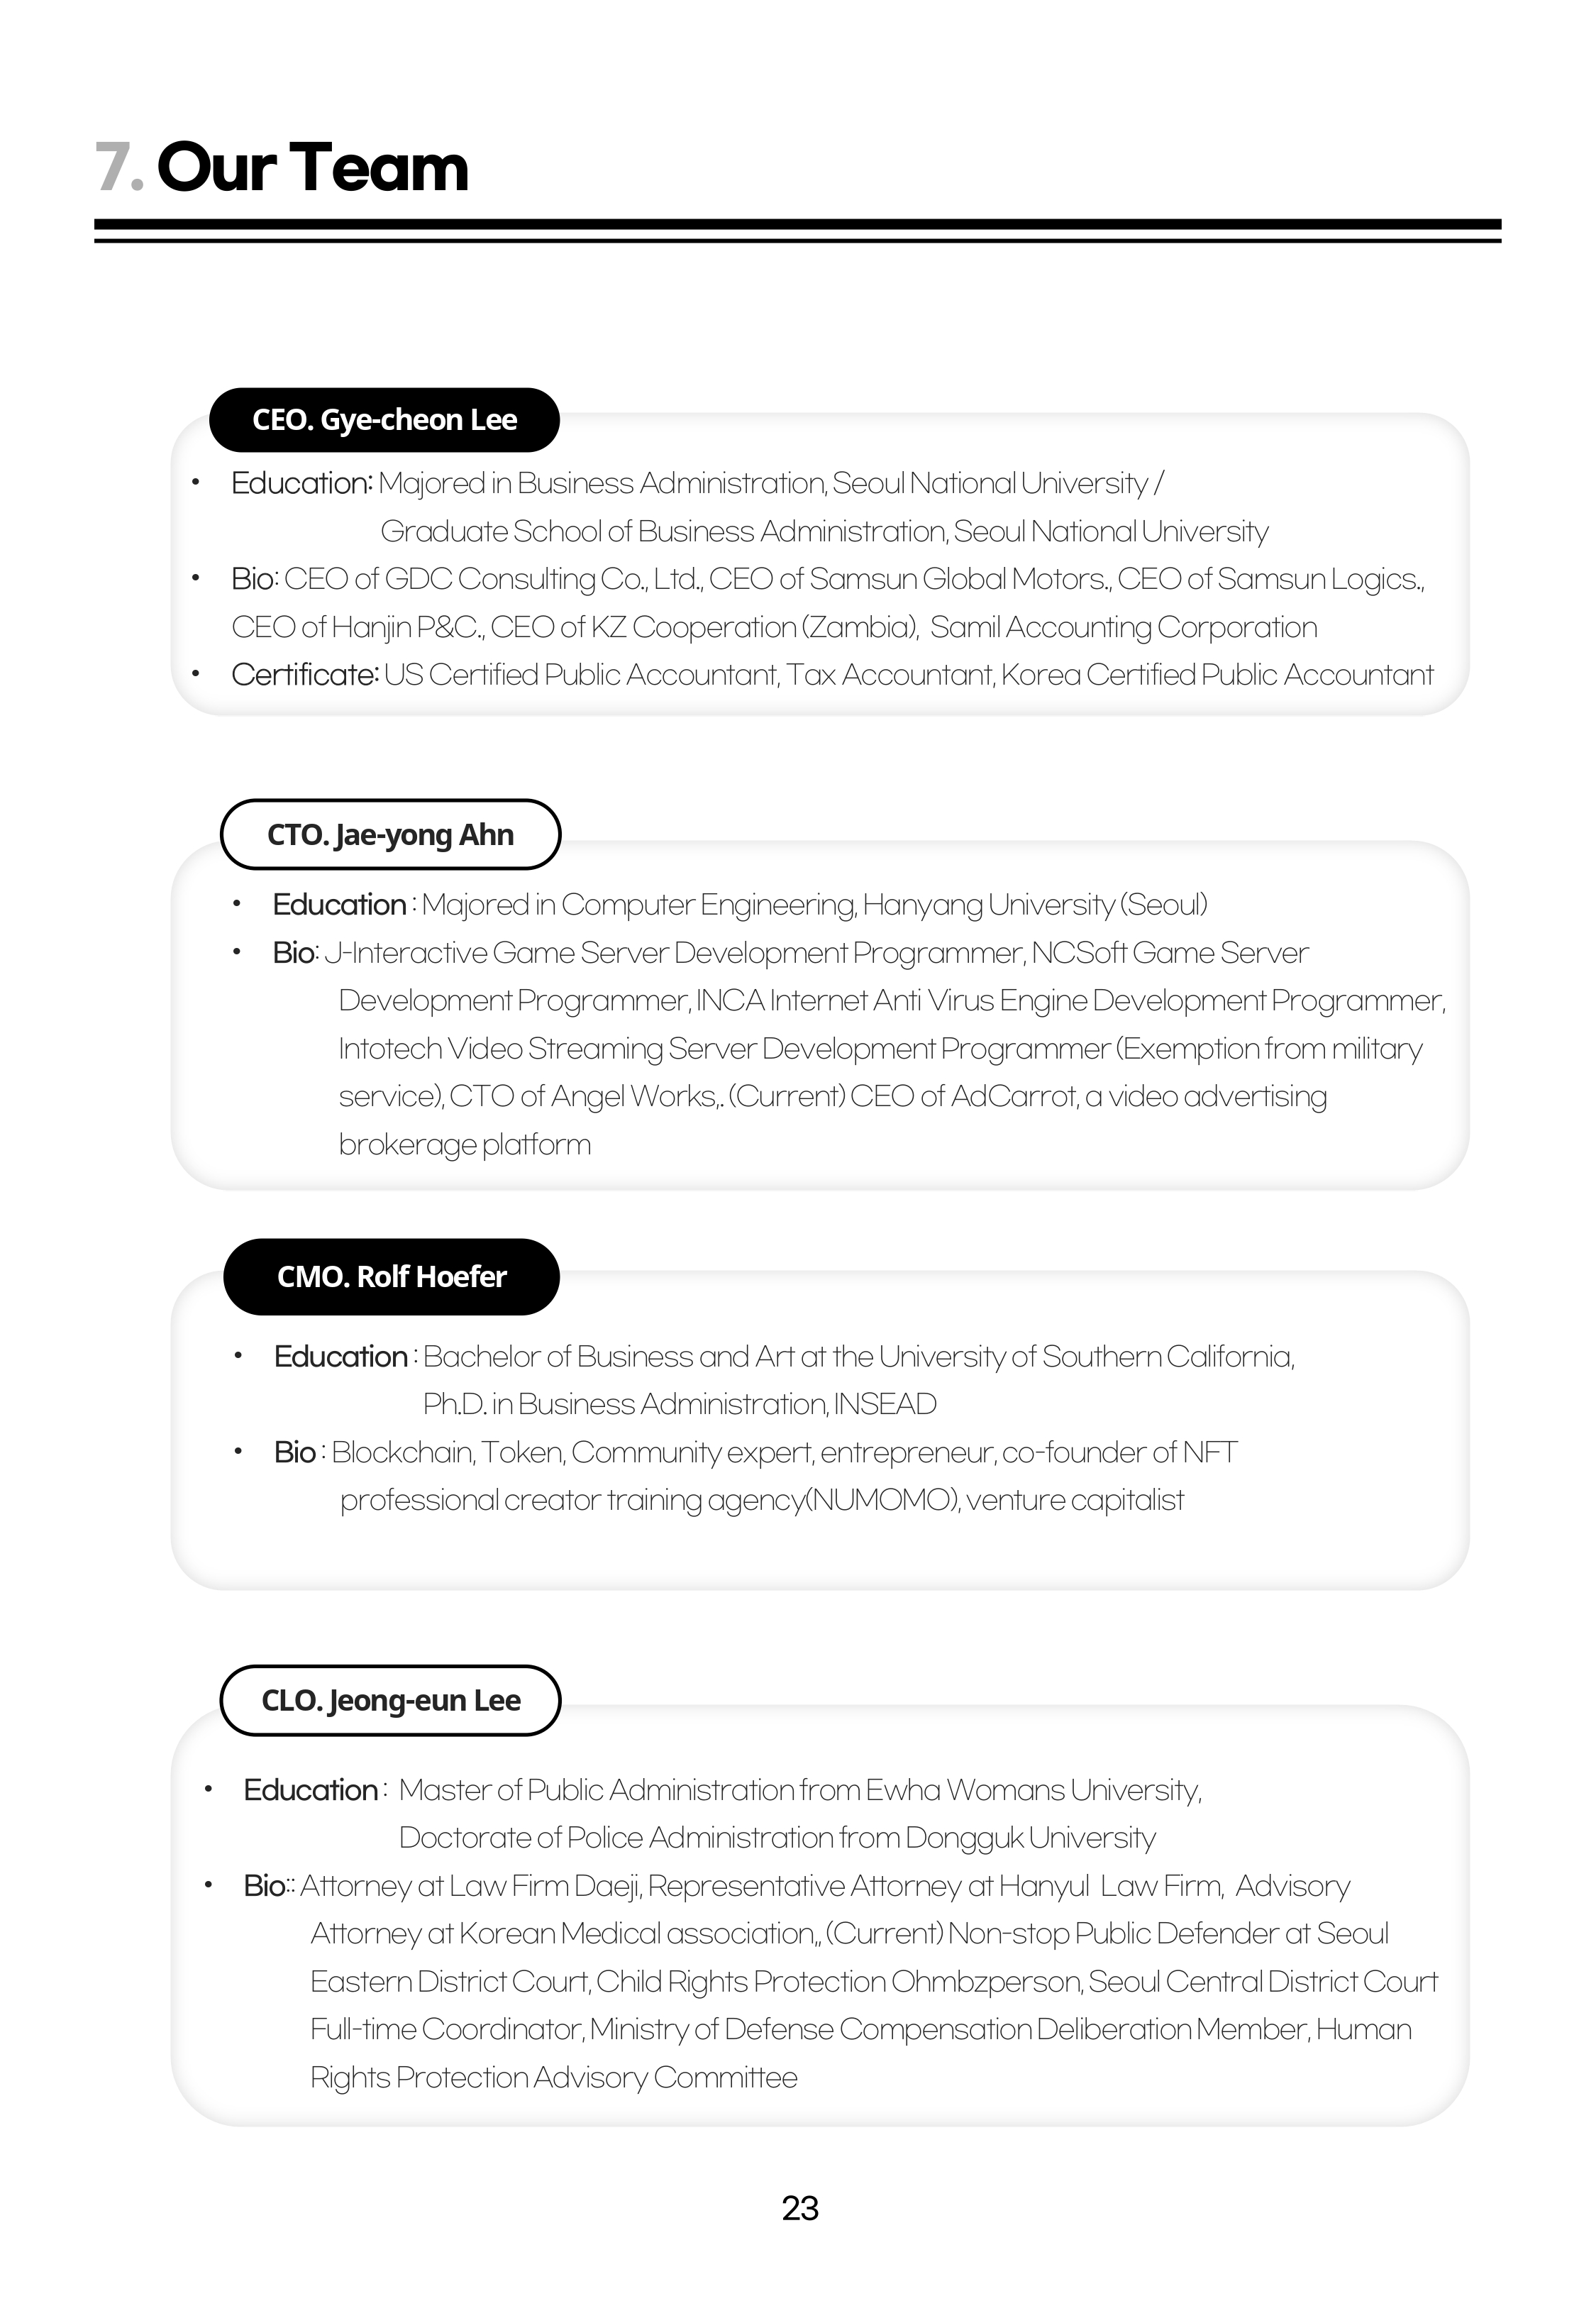 7. Our Team
CEO. Gye-cheon Lee
• Education: Majored in Business Administration, Seoul National University /
Graduate School of Business Administration, Seoul National University
• Bio: CEO of GDC Consulting Co., Ltd., CEO of Samsun Global Motors., CEO of Samsun Logics.,
CEO of Hanjin P&C., CEO of KZ Cooperation (Zambia), Samil Accounting Corporation
• Certificate: US Certified Public Accountant, Tax Accountant, Korea Certified Public Accountant
CTO. Jae-yong Ahn
• Education : Majored in Computer Engineering, Hanyang University (Seoul)
• Bio: J-Interactive Game Server Development Programmer, NCSoft Game Server
Development Programmer, INCA Internet Anti Virus Engine Development Programmer,
Intotech Video Streaming Server Development Programmer (Exemption from military
service), CTO of Angel Works,. (Current) CEO of AdCarrot, a video advertising
brokerage platform
CMO. Rolf Hoefer
• Education : Bachelor of Business and Art at the University of Southern California,
Ph.D. in Business Administration, INSEAD
• Bio : Blockchain, Token, Community expert, entrepreneur, co-founder of NFT
professional creator training agency(NUMOMO), venture capitalist
CLO. Jeong-eun Lee
• Education : Master of Public Administration from Ewha Womans University,
Doctorate of Police Administration from Dongguk University
• Bio:: Attorney at Law Firm Daeji, Representative Attorney at Hanyul Law Firm, Advisory
Attorney at Korean Medical association,, (Current) Non-stop Public Defender at Seoul
Eastern District Court, Child Rights Protection Ohmbzperson, Seoul Central District Court
Full-time Coordinator, Ministry of Defense Compensation Deliberation Member, Human
Rights Protection Advisory Committee
23